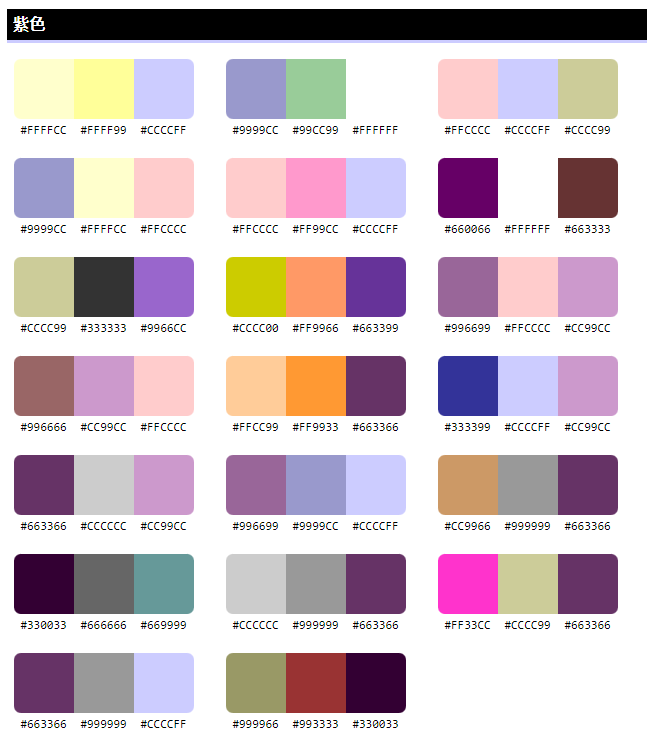 紫色
#FFFFCC #FFFF99 #CCCCFF #9999CC #99CC99 #FFFFFF #FFCCCC #CCCCFF #CCCC99
#9999CC #FFFFCC #FFCCCC #FFCCCC #FF99CC #CCCCFF #660066 #FFFFFF #663333
#CCCC99 #333333 #9966CC #CCCC00 #FF9966 #663399 #996699 #FFCCCC #CC99CC
#996666 #CC99CC #FFCCCC #FFCC99 #FF9933 #663366 #333399 #CCCCFF #CC99CC
#663366 #CCCCCC #CC99CC #996699 #9999CC #CCCCFF #CC9966 #999999 #663366
#330033 #666666 #669999 #CCCCCC #999999 #663366 #FF33CC #CCCC99 #663366
#663366 #999999 #CCCCFF #999966 #993333 #330033